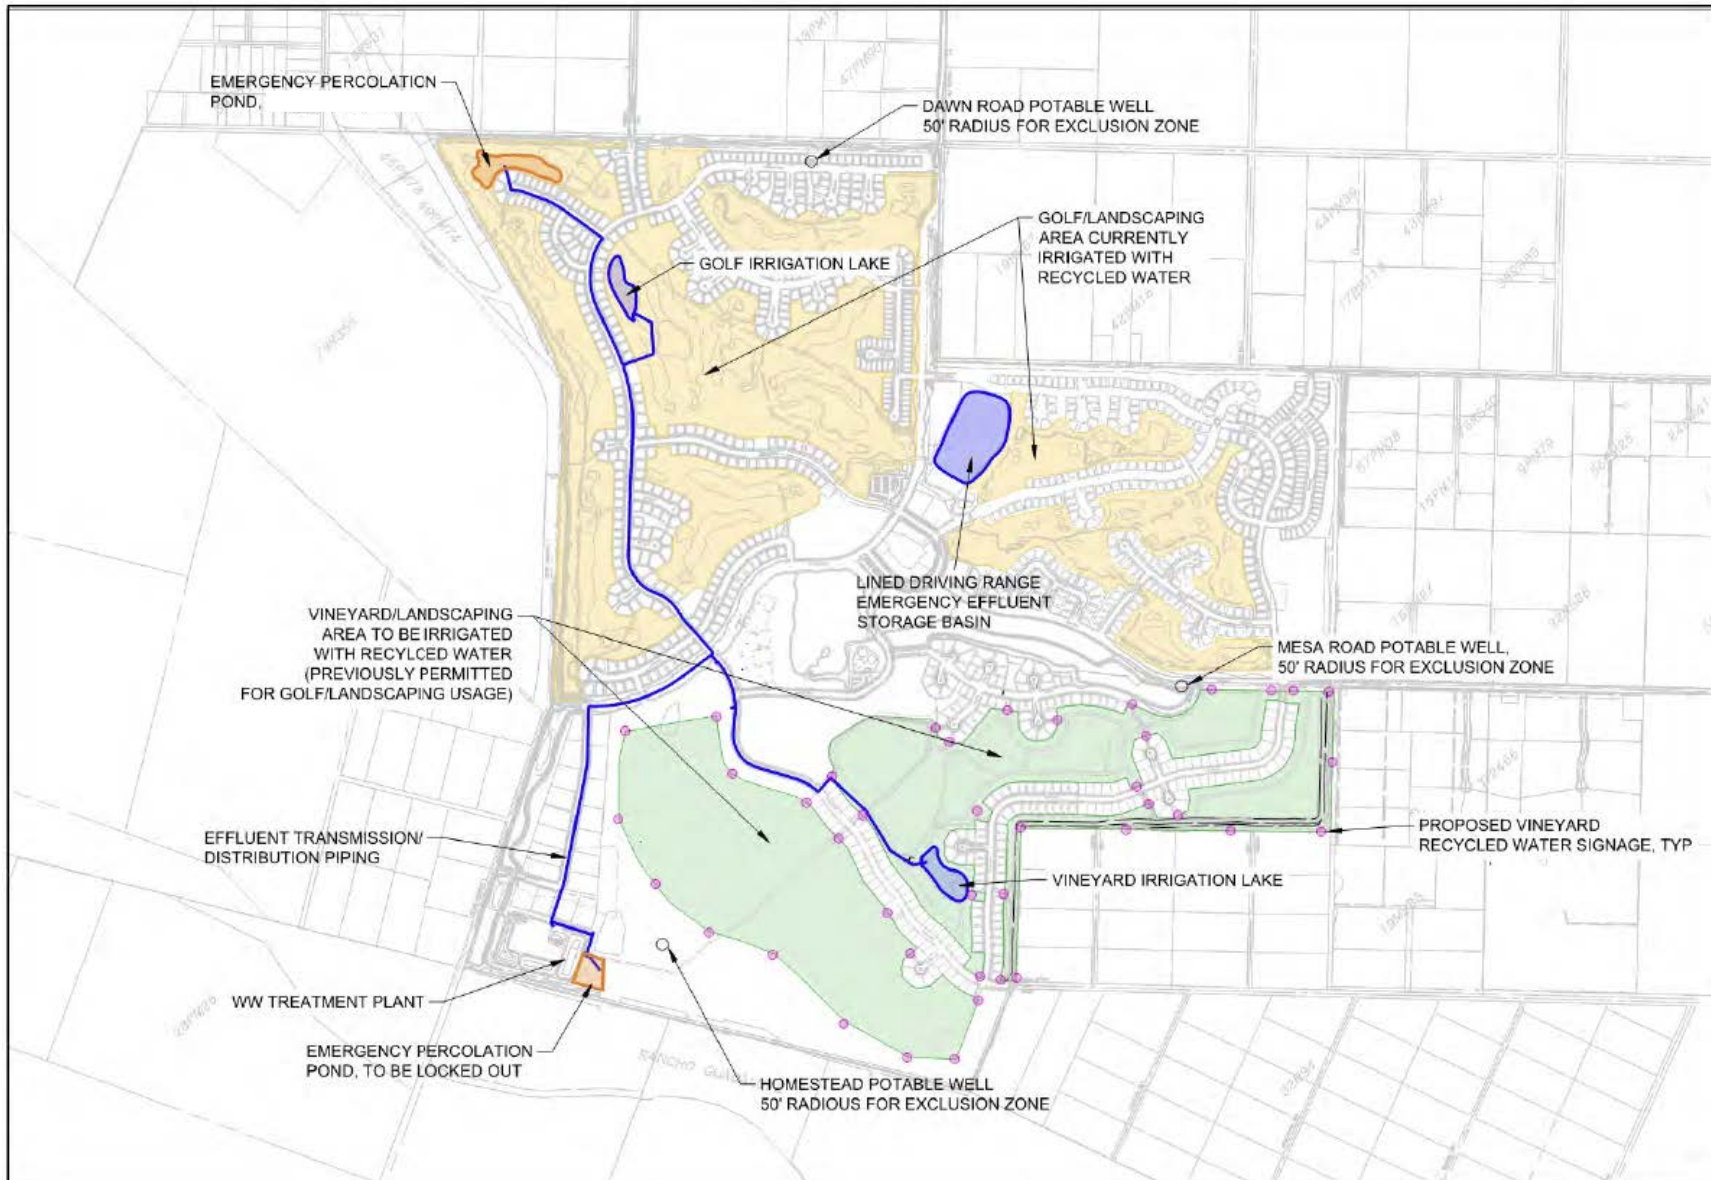 EMERGENCY PERCOLATION
POND,
DAWN ROAD POTABLE WELL
50' RADIUS FOR EXCLUSION ZONE
GOLF/LANDSCAPING
AREA CURRENTLY
IRRIGATED WITH
RECYCLED WATER
GOLF IRRIGATION LAKE
LINED DRIVING RANGE
EMERGENCY EFFLUENT
STORAGE BASIN
VINEYARD/LANDSCAPING
AREA TO BE IRRIGATED
WITH RECYLCED WATER
(PREVIOUSLY PERMITTED
FOR GOLF/LANDSCAPING USAGE)
MESA ROAD POTABLE WELL,
50' RADIUS FOR EXCLUSION ZONE
EFFLUENT TRANSMISSION/
DISTRIBUTION PIPING
PROPOSED VINEYARD
RECYCLED WATER SIGNAGE, TYP
VINEYARD IRRIGATION LAKE
WW TREATMENT PLANT
EMERGENCY PERCOLATION
POND, TO BE LOCKED OUT
HOMESTEAD POTABLE WELL
50' RADIOUS FOR EXCLUSION ZONE
RANCHO